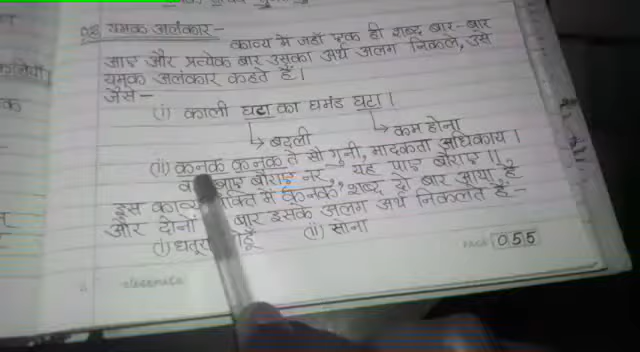 यमक अलंकार -
काव्य में जहाँ एक ही शब्द बार-बार
आए और प्रत्येक बार उसका अर्थ अलग निकले, उसे
यमक अलंकार कहते हैं।
जैसे -
(i) काली घटा का घमंड घटा।
बदली कम होना
(ii) कनक कनक ते सौ गुनी, मादकता अधिकाय।
बौराए नर, यह पाए बौराए॥
इस काव्य में 'कनक' शब्द दो बार आया है
और दोनों बार इसके अलग अर्थ निकलते हैं -
(i) धतूरा (ii) सोना
PAGE 055